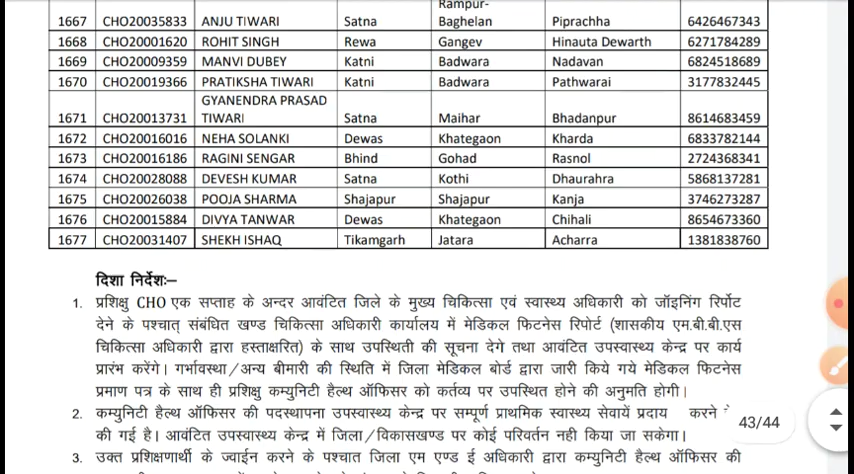 1667 CHO20035833 ANJU TIWARI Satna Rampur-Baghelan Piprachha 6426467343
1668 CHO20001620 ROHIT SINGH Rewa Gangev Hinauta Dewarth 6271784289
1669 CHO20009359 MANVI DUBEY Katni Badwara Nadavan 6824518689
1670 CHO20019366 PRATIKSHA TIWARI Katni Badwara Pathwarai 3177832445
1671 CHO20013731 GYANENDRA PRASAD TIWARI Satna Maihar Bhadanpur 8614683459
1672 CHO20016016 NEHA SOLANKI Dewas Khategaon Kharda 6833782144
1673 CHO20016186 RAGINI SENGAR Bhind Gohad Rasnol 2724368341
1674 CHO20028088 DEVESH KUMAR Satna Kothi Dhaurahra 5868137281
1675 CHO20026038 POOJA SHARMA Shajapur Shajapur Kanja 3746273287
1676 CHO20015884 DIVYA TANWAR Dewas Khategaon Chihali 8654673360
1677 CHO20031407 SHEKH ISHAQ Tikamgarh Jatara Acharra 1381838760
दिशा निर्देशः—
1. प्रशिक्षु CHO एक सप्ताह के अन्दर आवंटित जिले के मुख्य चिकित्सा एवं स्वास्थ्य अधिकारी को जॉइनिंग रिर्पोट
देने के पश्चात् संबंधित खण्ड चिकित्सा अधिकारी कार्यालय में मेडिकल फिटनेस रिपोर्ट (शासकीय एम.बी.बी.एस
चिकित्सा अधिकारी द्वारा हस्ताक्षरित) के साथ उपस्थिती की सूचना देगे तथा आवंटित उपस्वास्थ्य केन्द्र पर कार्य
प्रारंभ करेंगे। गर्भावस्था/अन्य बीमारी की स्थिति में जिला मेडिकल बोर्ड द्वारा जारी किये गये मेडिकल फिटनेस
प्रमाण पत्र के साथ ही प्रशिक्षु कम्युनिटी हैल्थ ऑफिसर को कर्तव्य पर उपस्थित होने की अनुमति होगी।
2. कम्युनिटी हैल्थ ऑफिसर की पदस्थापना उपस्वास्थ्य केन्द्र पर सम्पूर्ण प्राथमिक स्वास्थ्य सेवायें प्रदाय करने
की गई है। आवंटित उपस्वास्थ्य केन्द्र में जिला/विकासखण्ड पर कोई परिवर्तन नही किया जा सकेगा।
43/44
3. उक्त प्रशिक्षणार्थी के ज्वाईन करने के पश्चात जिला एम एण्ड ई अधिकारी द्वारा कम्युनिटी हैल्थ ऑफिसर की